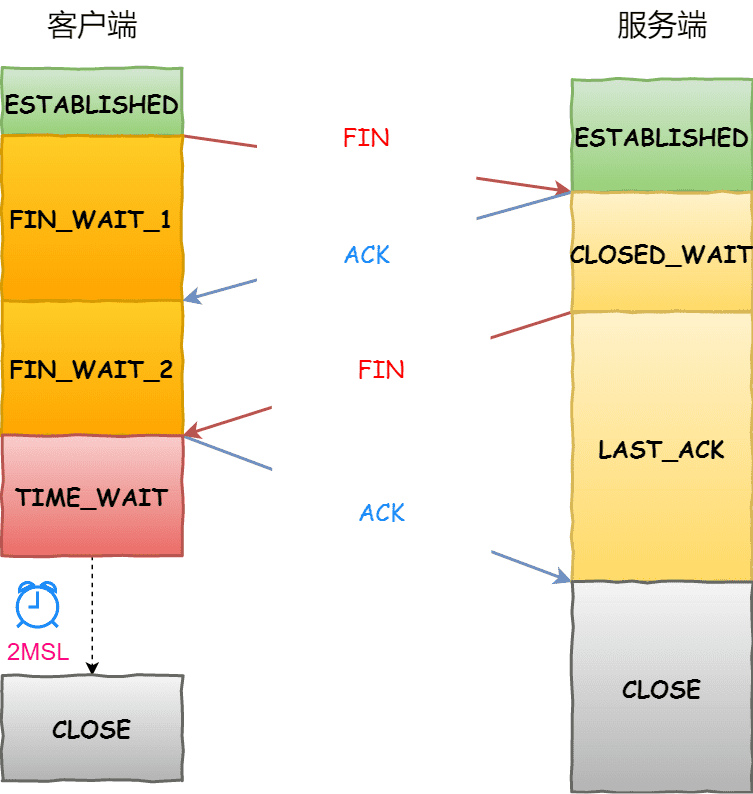 客户端
服务端
ESTABLISHED
FIN
ESTABLISHED
FIN_WAIT_1
ACK
CLOSED_WAIT
FIN_WAIT_2
FIN
LAST_ACK
TIME_WAIT
ACK
2MSL
CLOSE
CLOSE